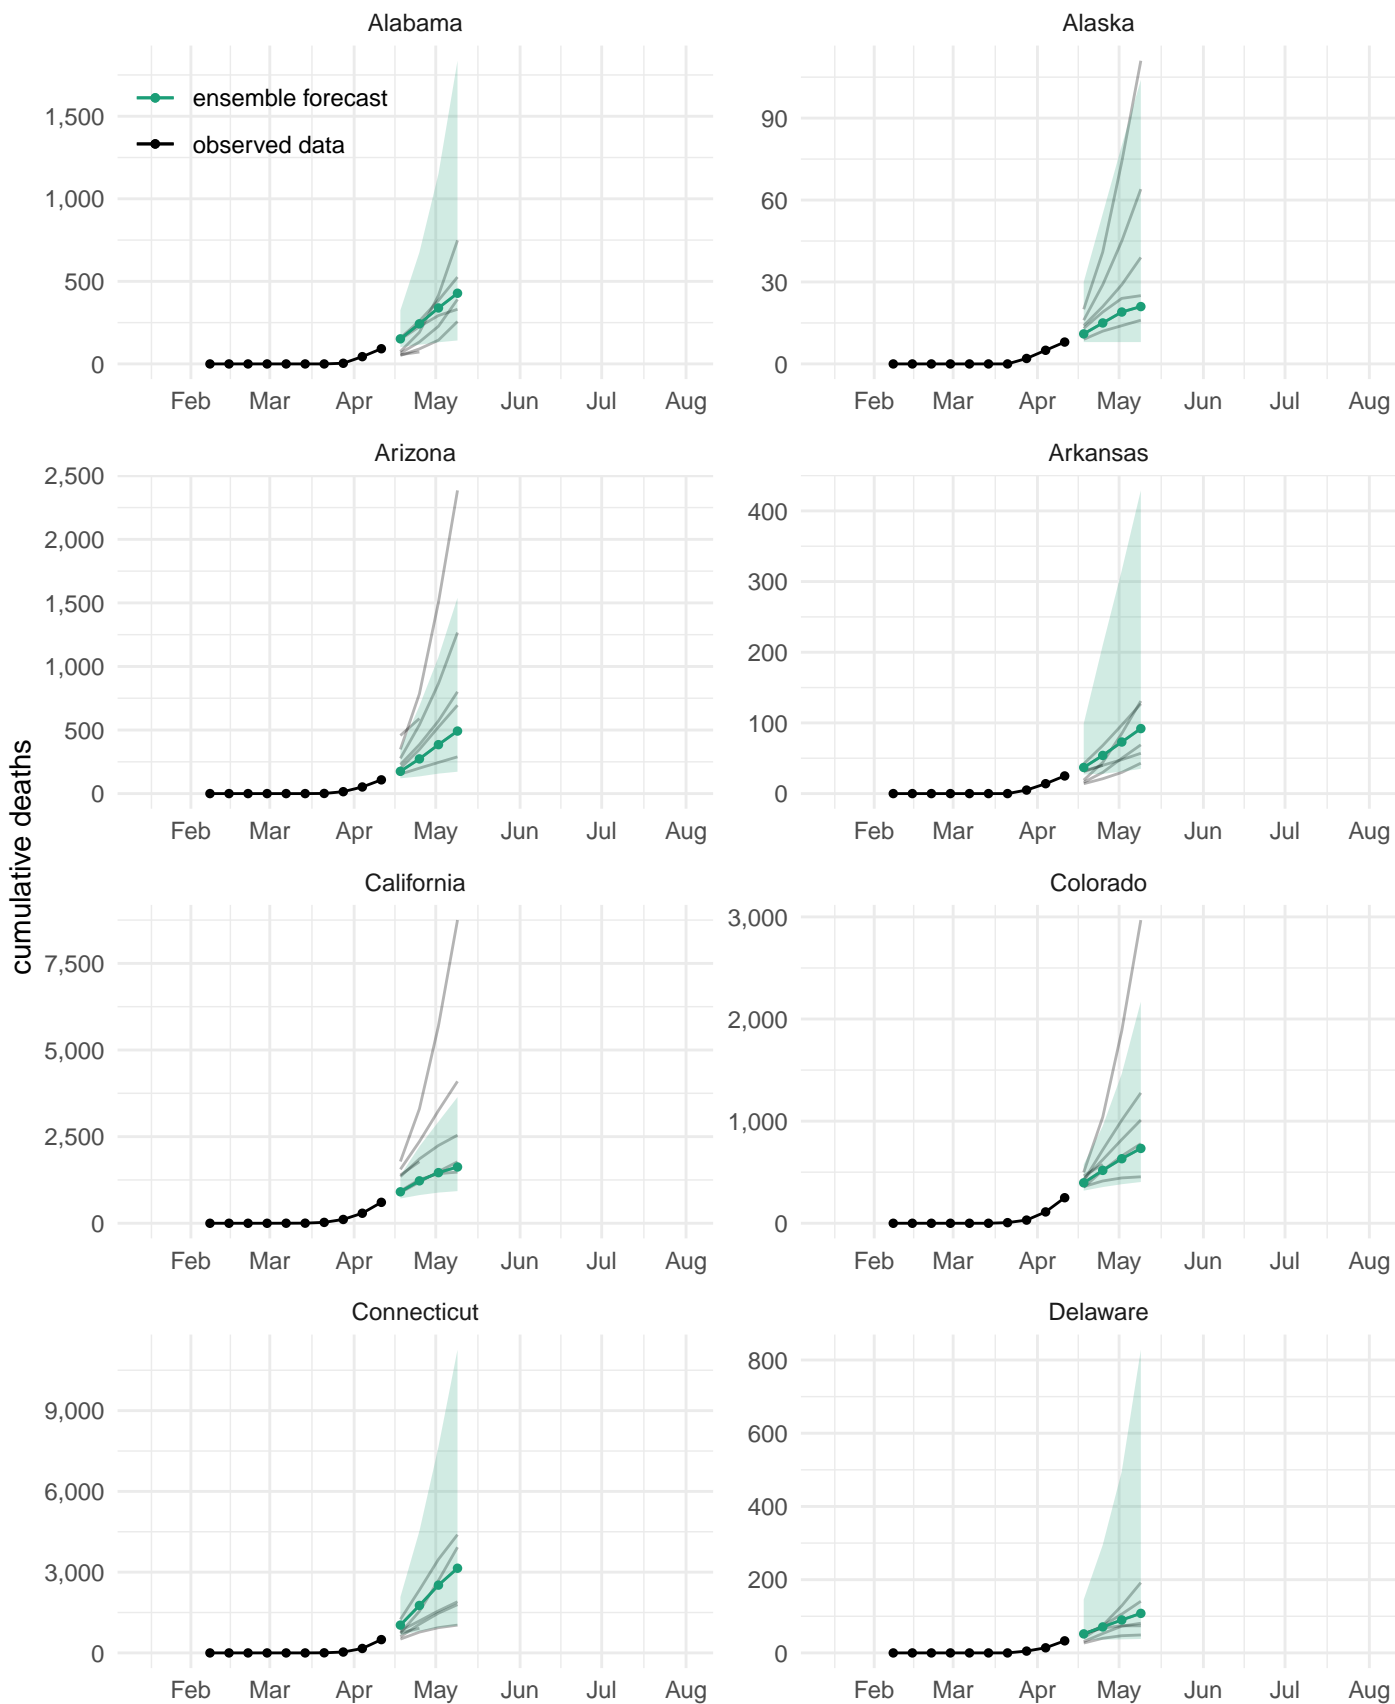 Alabama
ensemble forecast
observed data
1,500
1,000
500
0
Feb Mar Apr May Jun Jul Aug
Alaska
90
60
30
0
Feb Mar Apr May Jun Jul Aug
Arizona
2,500
2,000
1,500
1,000
500
0
Feb Mar Apr May Jun Jul Aug
Arkansas
400
300
200
100
0
Feb Mar Apr May Jun Jul Aug
cumulative deaths
California
7,500
5,000
2,500
0
Feb Mar Apr May Jun Jul Aug
Colorado
3,000
2,000
1,000
0
Feb Mar Apr May Jun Jul Aug
Connecticut
9,000
6,000
3,000
0
Feb Mar Apr May Jun Jul Aug
Delaware
800
600
400
200
0
Feb Mar Apr May Jun Jul Aug